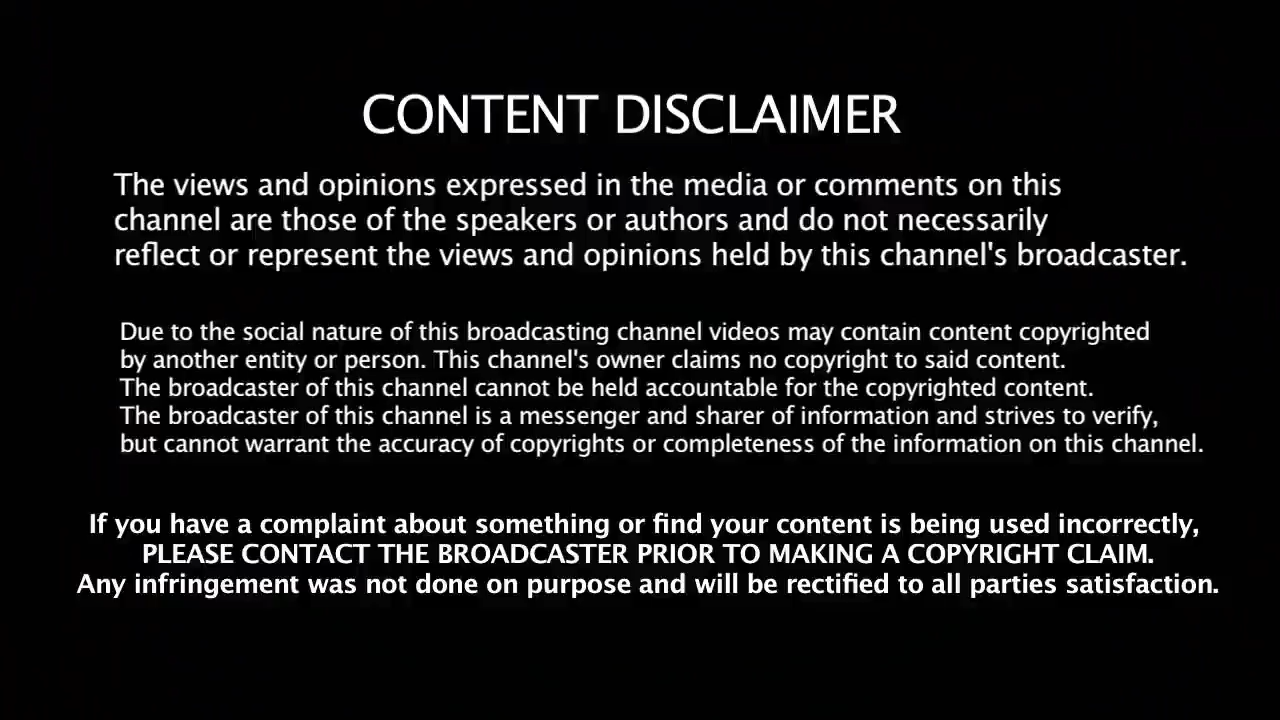 CONTENT DISCLAIMER
The views and opinions expressed in the media or comments on this
channel are those of the speakers or authors and do not necessarily
reflect or represent the views and opinions held by this channel's broadcaster.
Due to the social nature of this broadcasting channel videos may contain content copyrighted
by another entity or person. This channel's owner claims no copyright to said content.
The broadcaster of this channel cannot be held accountable for the copyrighted content.
The broadcaster of this channel is a messenger and sharer of information and strives to verify,
but cannot warrant the accuracy of copyrights or completeness of the information on this channel.
If you have a complaint about something or find your content is being used incorrectly,
PLEASE CONTACT THE BROADCASTER PRIOR TO MAKING A COPYRIGHT CLAIM.
Any infringement was not done on purpose and will be rectified to all parties satisfaction.